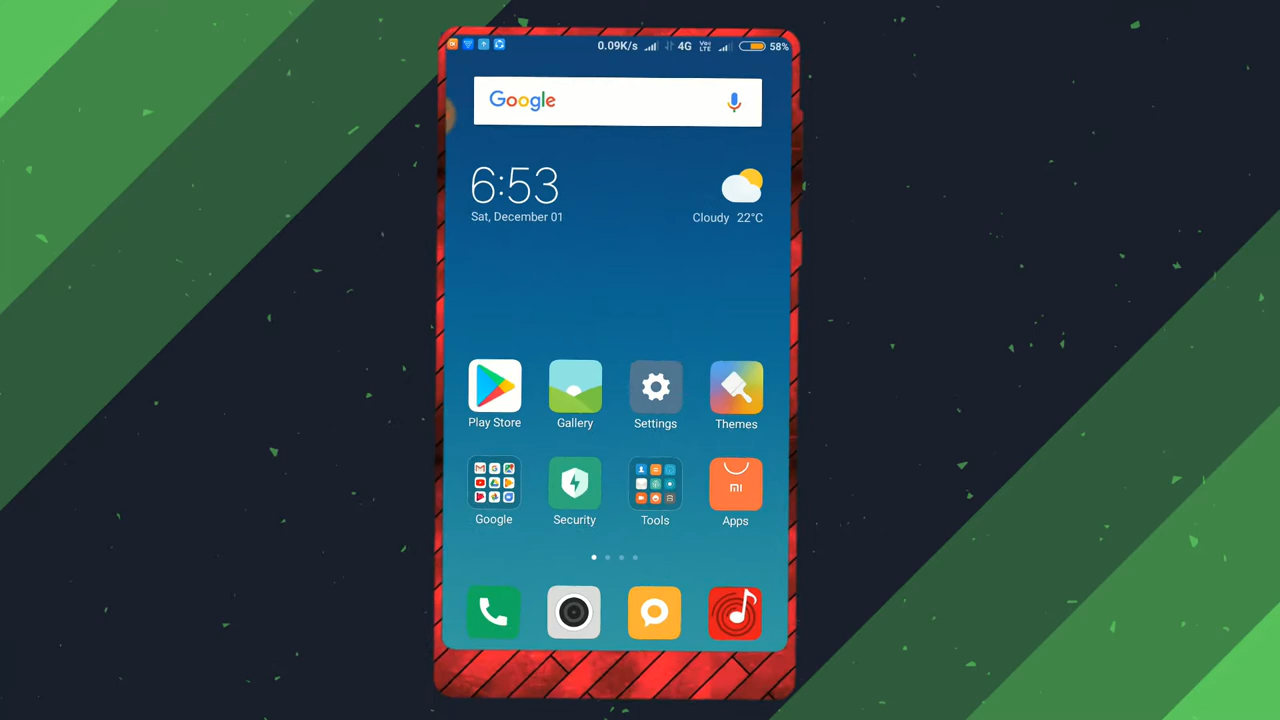 0.09K/s 4G Vo) LTE 58%
Google
6:53
Sat, December 01
Cloudy 22°C
Play Store Gallery Settings Themes
mi
Google Security Tools Apps